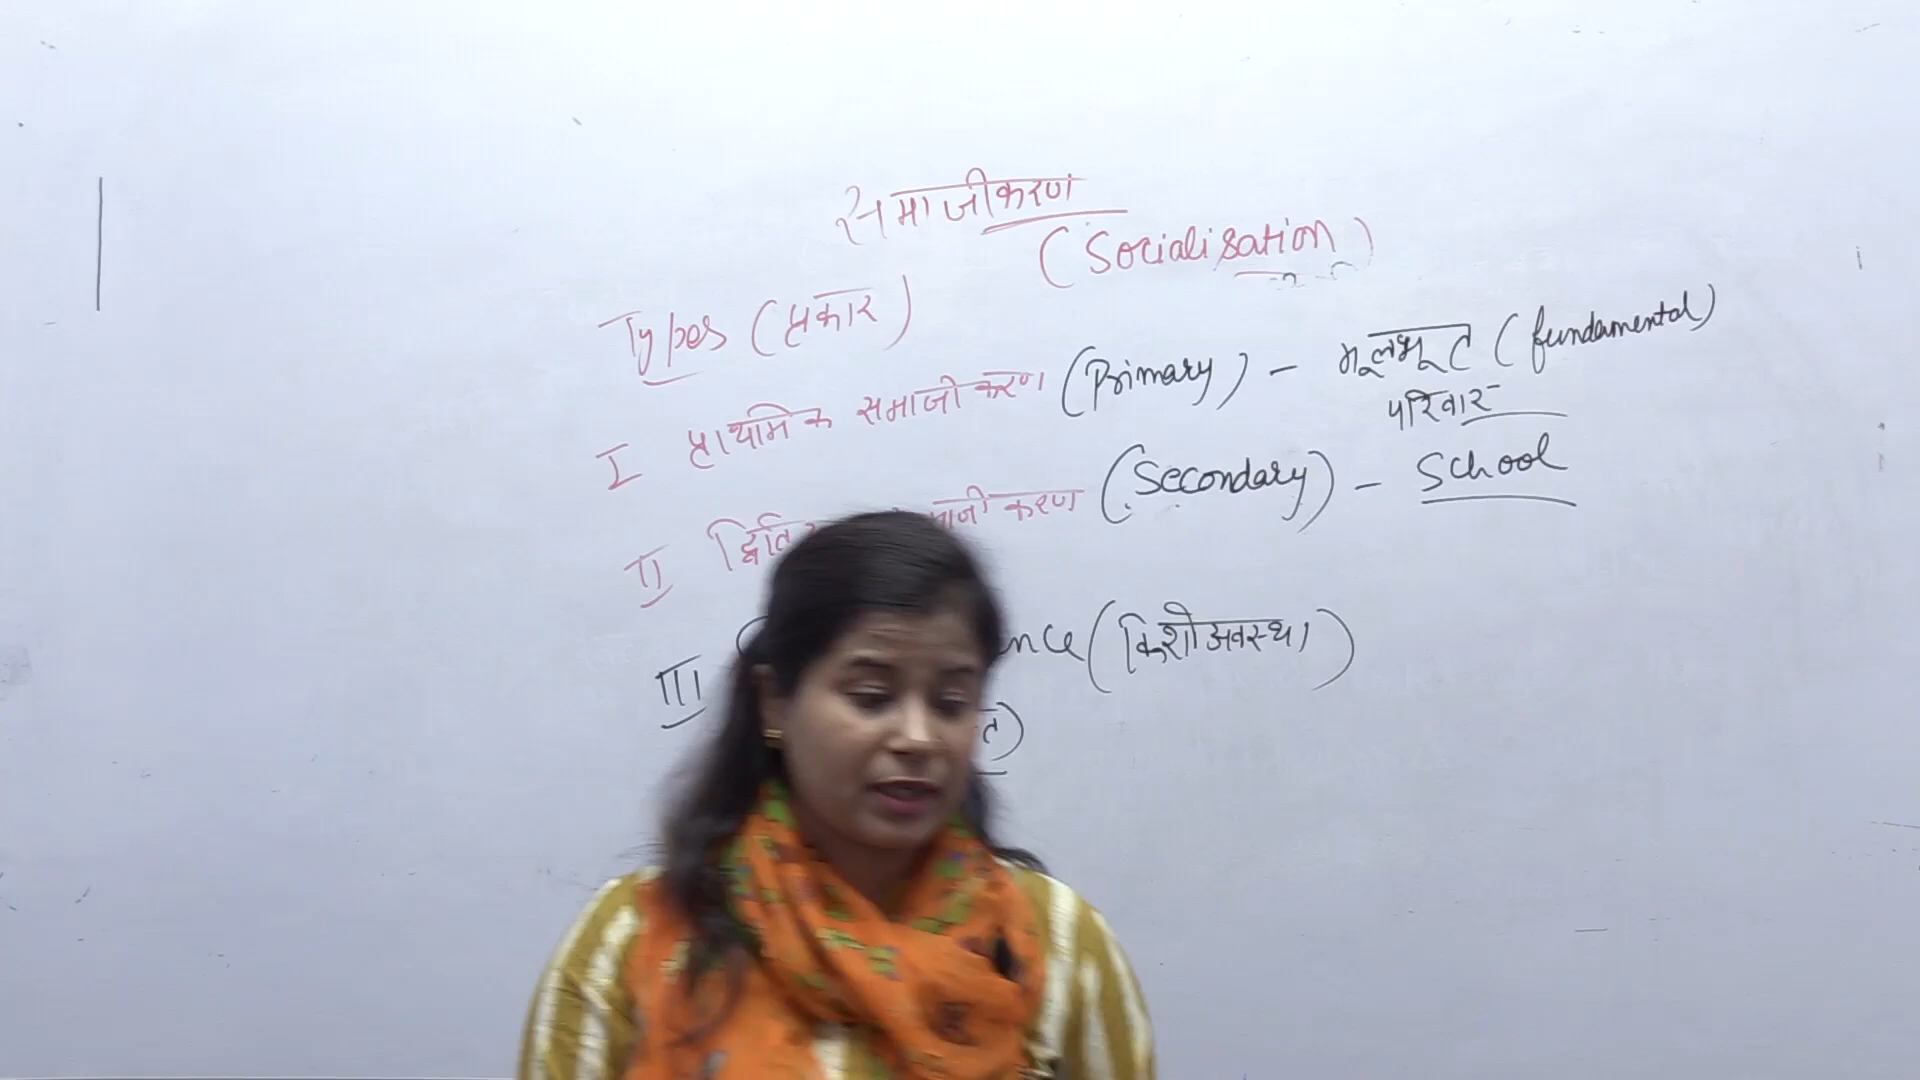 समाजीकरण
(Socialisation)
Types (प्रकार)
I प्राथमिक समाजीकरण (Primary) - मूलभूत (fundamental)
परिवार
II (Secondary) - School
III (किशोअवस्था)